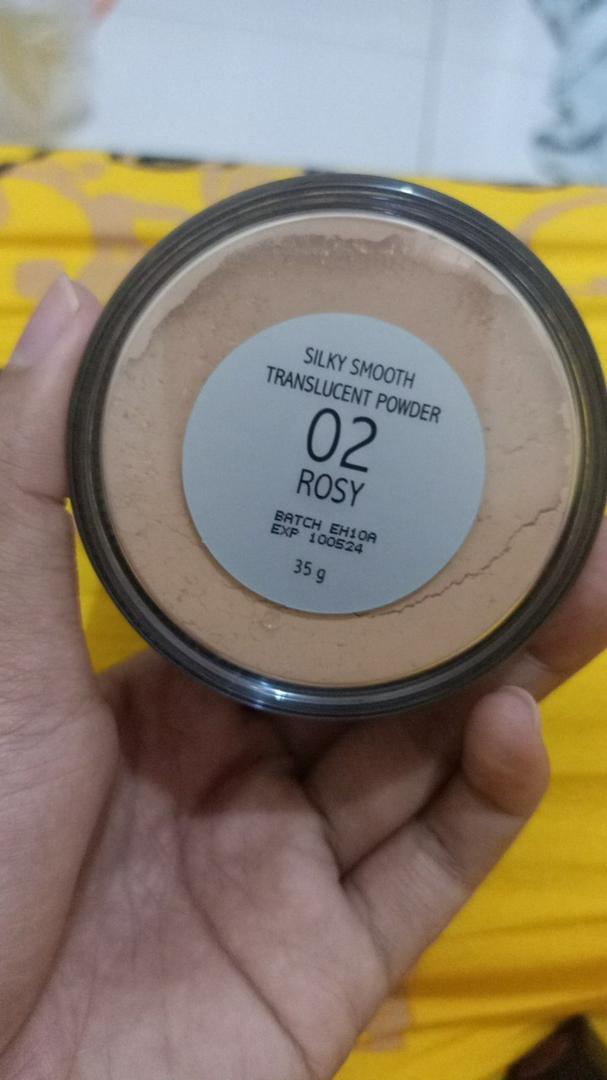 SILKY SMOOTH
TRANSLUCENT POWDER
02
ROSY
BATCH EH10A
EXP 100524
35 g